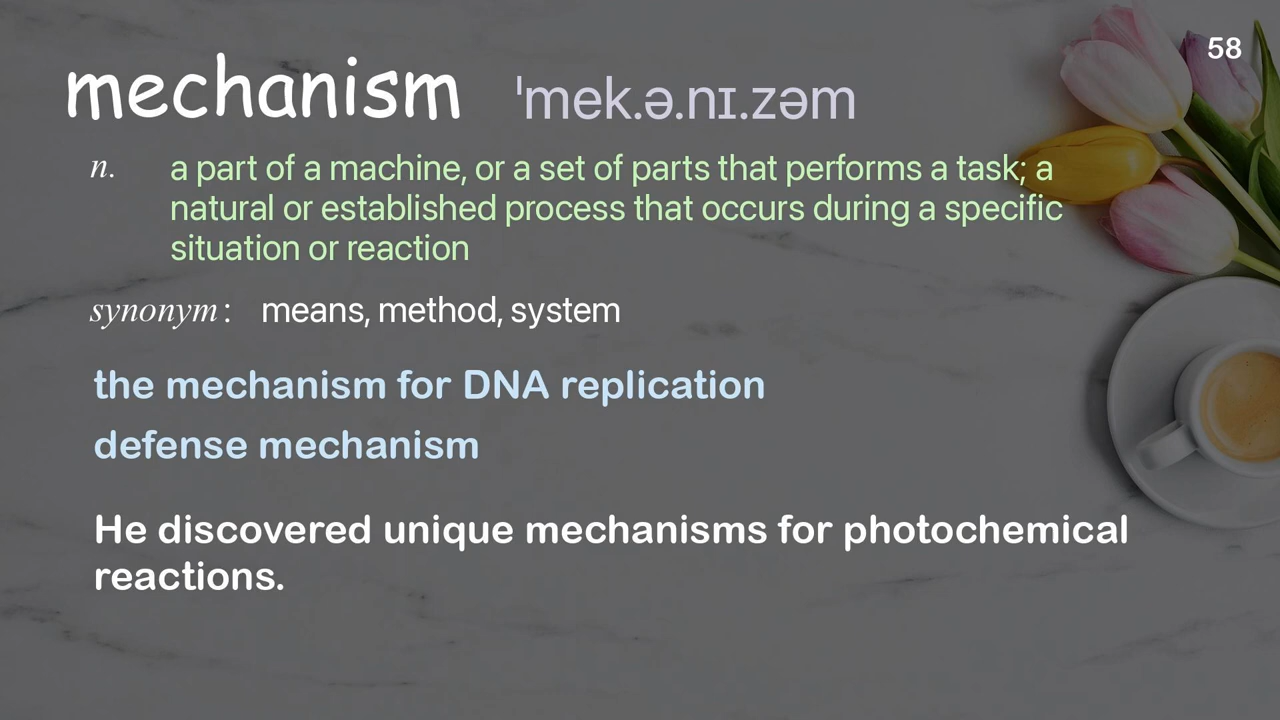 58
mechanism ˈmek.ə.nɪ.zəm
n. a part of a machine, or a set of parts that performs a task; a
natural or established process that occurs during a specific
situation or reaction
synonym: means, method, system
the mechanism for DNA replication
defense mechanism
He discovered unique mechanisms for photochemical
reactions.